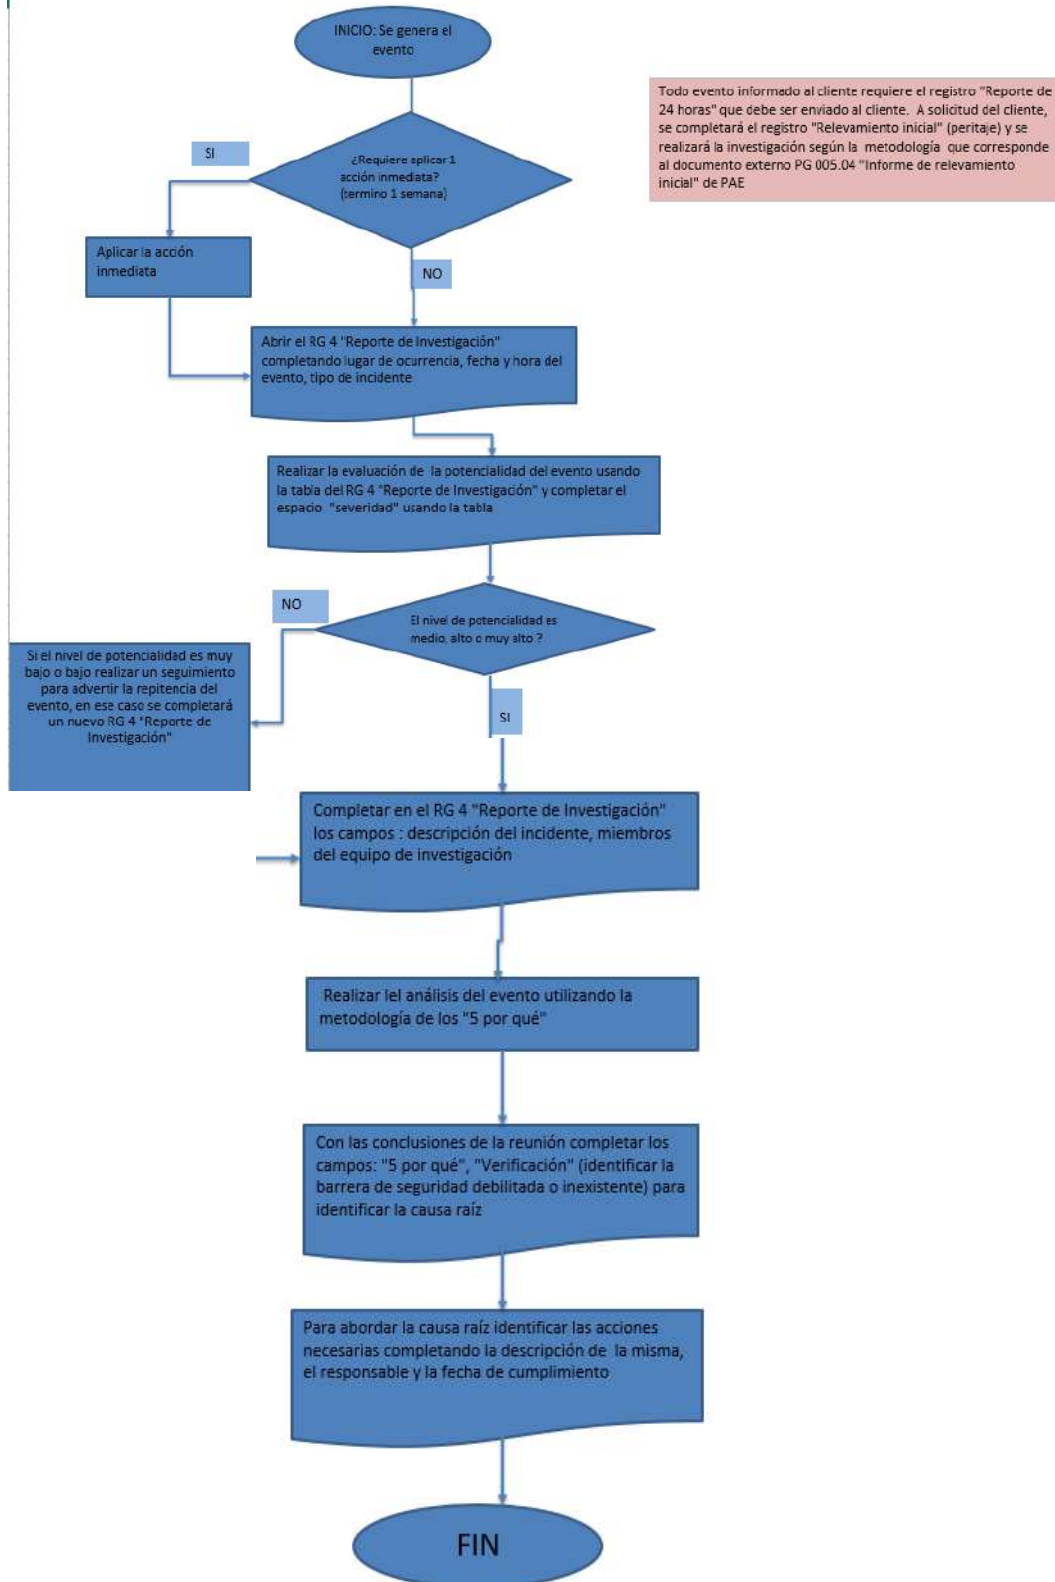 INICIO: Se genera el
evento
Todo evento informado al cliente requiere el registro "Reporte de
24 horas" que debe ser enviado al cliente. A solicitud del cliente,
se completará el registro "Relevamiento inicial" (peritaje) y se
realizará la investigación según la metodología que corresponde
al documento externo PG 005.04 "Informe de relevamiento
inicial" de PAE
SI
¿Requiere aplicar 1
acción inmediata?
(termino 1 semana)
Aplicar la acción
inmediata
NO
Abrir el RG 4 "Reporte de Investigación"
completando lugar de ocurrencia, fecha y hora del
evento, tipo de incidente
Realizar la evaluación de la potencialidad del evento usando
la tabla del RG 4 "Reporte de Investigación" y completar el
espacio "severidad" usando la tabla
NO
El nivel de potencialidad es
medio, alto o muy alto ?
Si el nivel de potencialidad es muy
bajo o bajo realizar un seguimiento
para advertir la repitencia del
evento, en ese caso se completará
un nuevo RG 4 "Reporte de
Investigación"
SI
Completar en el RG 4 "Reporte de Investigación"
los campos : descripción del incidente, miembros
del equipo de investigación
Realizar lel análisis del evento utilizando la
metodología de los "5 por qué"
Con las conclusiones de la reunión completar los
campos: "5 por qué", "Verificación" (identificar la
barrera de seguridad debilitada o inexistente) para
identificar la causa raíz
Para abordar la causa raíz identificar las acciones
necesarias completando la descripción de la misma,
el responsable y la fecha de cumplimiento
FIN